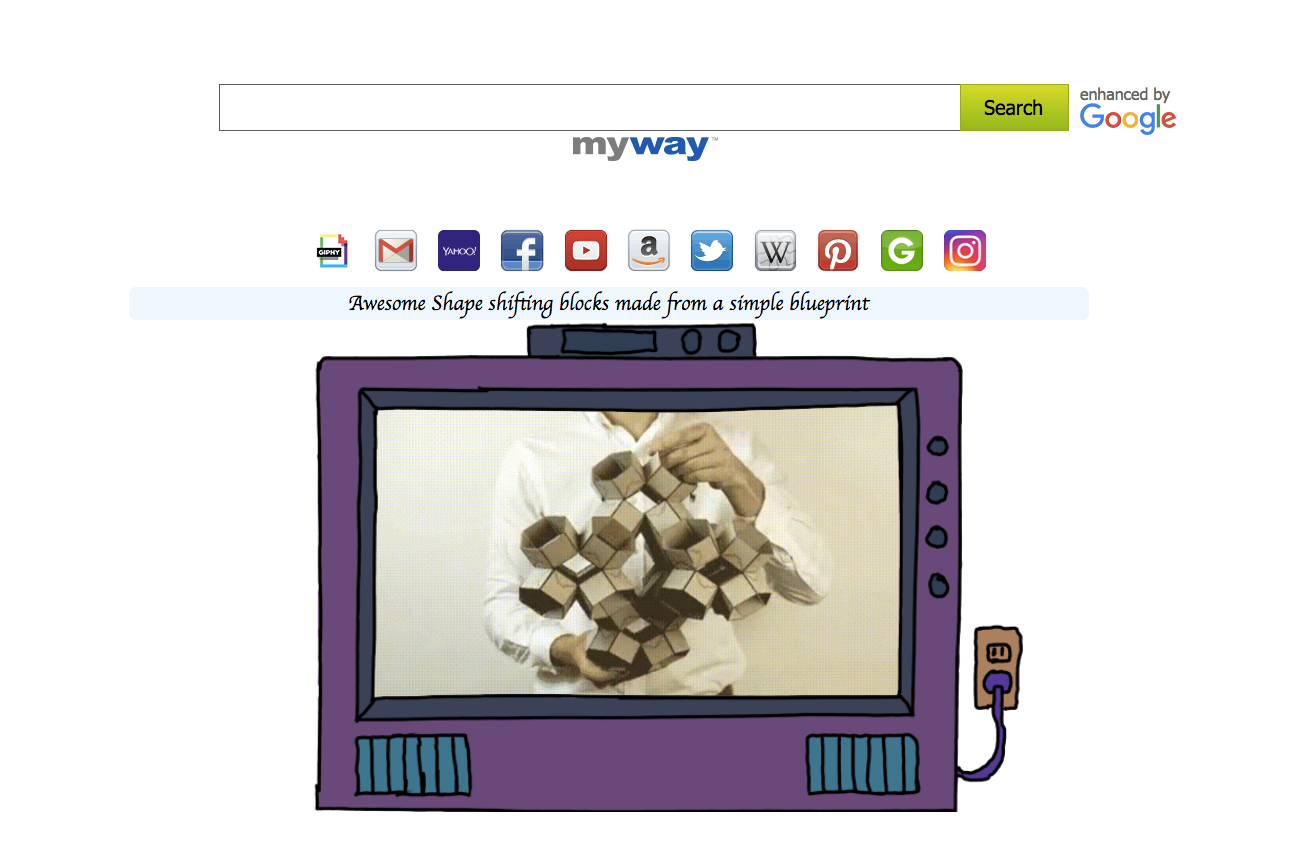 Search
enhanced by
Google
myway™
GIPHY
YAHOO!
f
a
W
G
Awesome Shape shifting blocks made from a simple blueprint